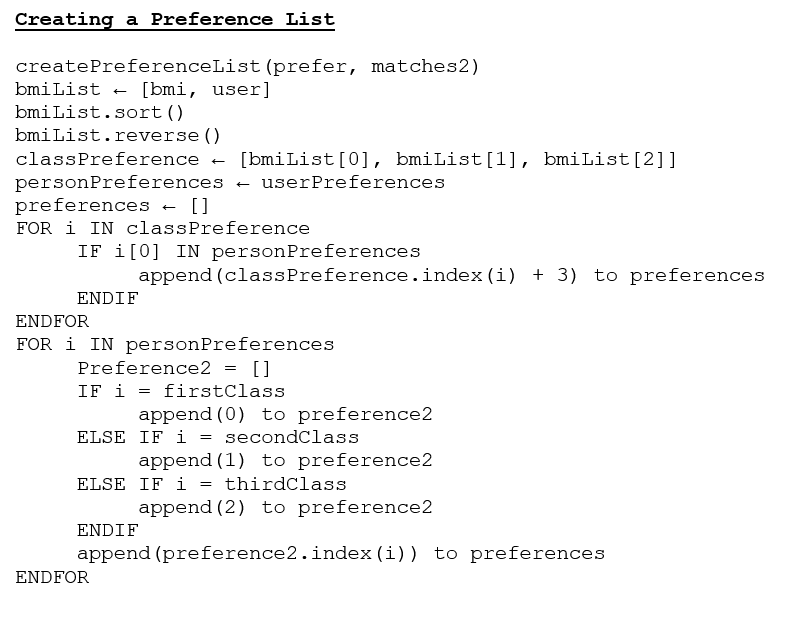 Creating a Preference List
createPreferenceList(prefer, matches2)
bmiList ← [bmi, user]
bmiList.sort()
bmiList.reverse()
classPreference ← [bmiList[0], bmiList[1], bmiList[2]]
personPreferences ← userPreferences
preferences ← []
FOR i IN classPreference
IF i[0] IN personPreferences
append(classPreference.index(i) + 3) to preferences
ENDIF
ENDFOR
FOR i IN personPreferences
Preference2 = []
IF i = firstClass
append(0) to preference2
ELSE IF i = secondClass
append(1) to preference2
ELSE IF i = thirdClass
append(2) to preference2
ENDIF
append(preference2.index(i)) to preferences
ENDFOR